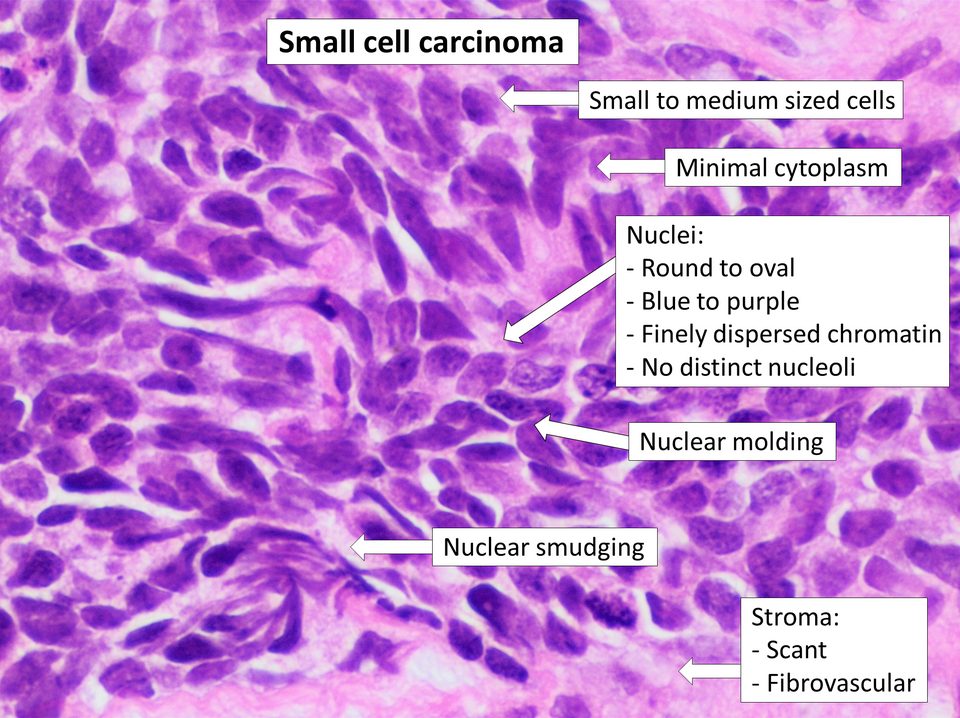 Small cell carcinoma
Small to medium sized cells
Minimal cytoplasm
Nuclei:
- Round to oval
- Blue to purple
- Finely dispersed chromatin
- No distinct nucleoli
Nuclear molding
Nuclear smudging
Stroma:
- Scant
- Fibrovascular